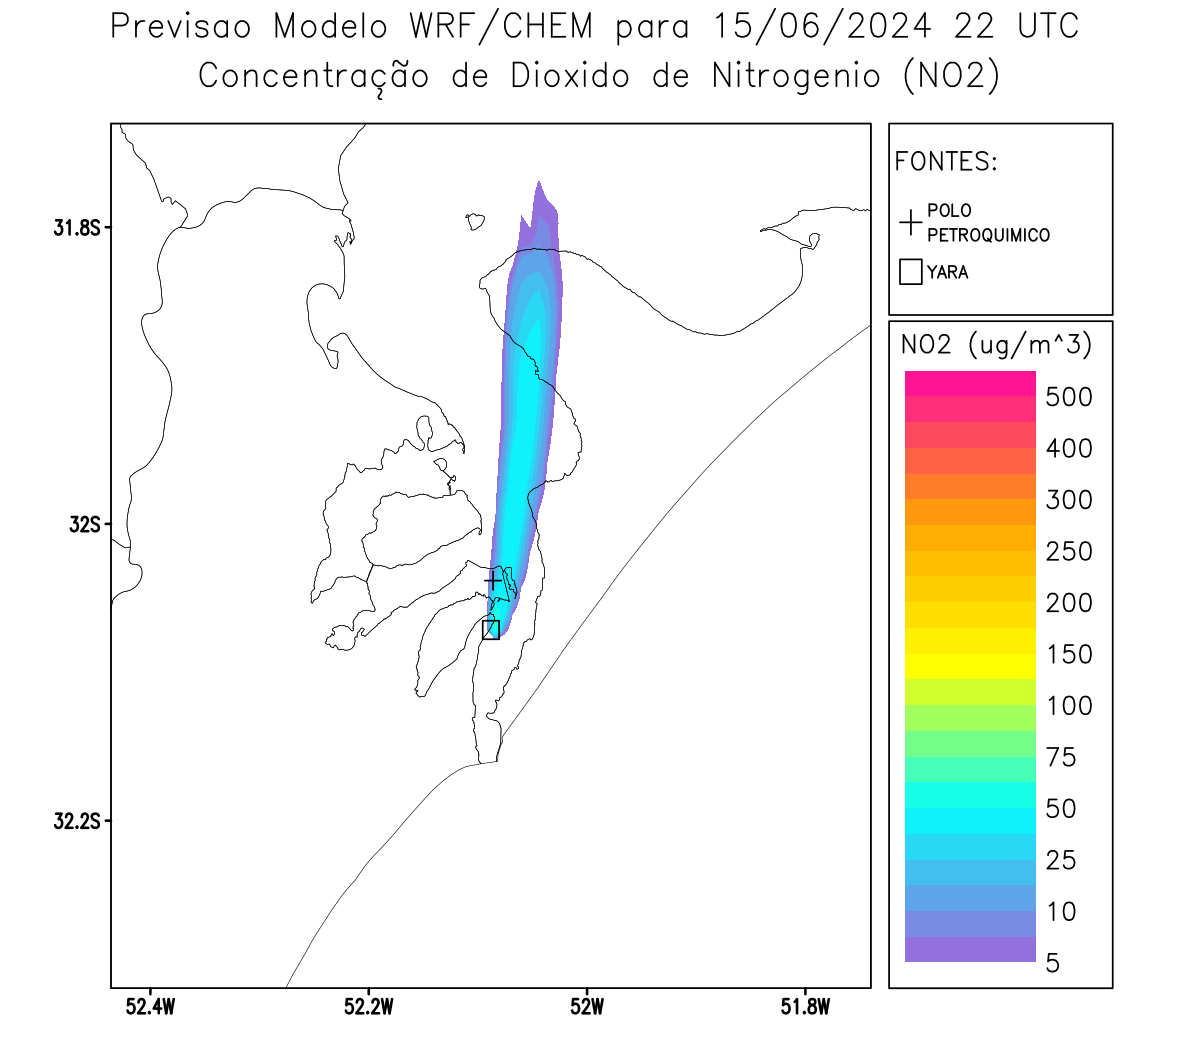 Previsao Modelo WRF/CHEM para 15/06/2024 22 UTC
Concentração de Dioxido de Nitrogenio (NO2)
FONTES:
POLO
PETROQUIMICO
YARA
31.8S
32S
32.2S
52.4W
52.2W
52W
51.8W
NO2 (ug/m^3)
500
400
300
250
200
150
100
75
50
25
10
5